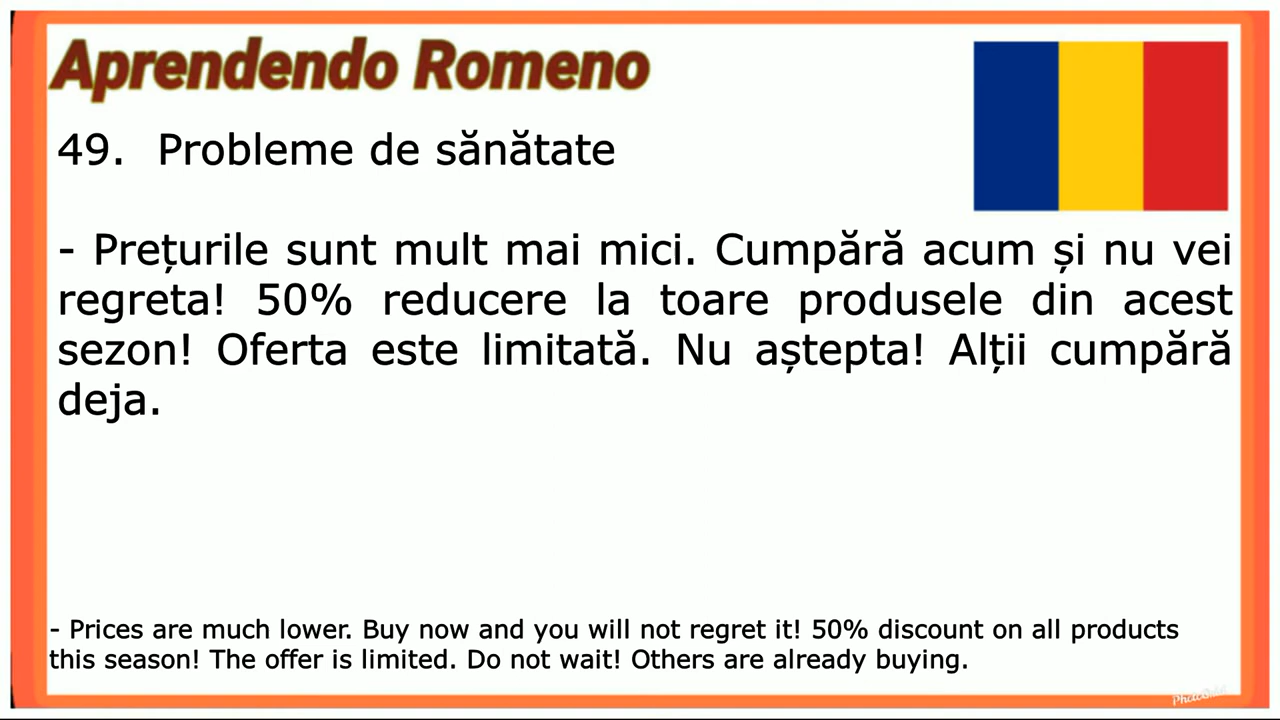 Aprendendo Romeno
49. Probleme de sănătate
- Prețurile sunt mult mai mici. Cumpără acum și nu vei
regreta! 50% reducere la toare produsele din acest
sezon! Oferta este limitată. Nu aștepta! Alții cumpără
deja.
- Prices are much lower. Buy now and you will not regret it! 50% discount on all products
this season! The offer is limited. Do not wait! Others are already buying.